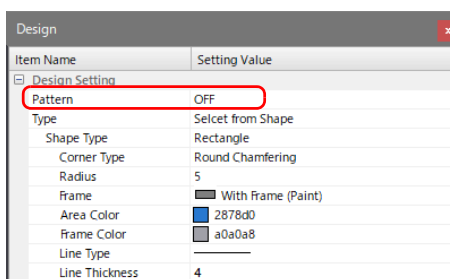 Design
Item Name Setting Value
Design Setting
Pattern OFF
Type Selcet from Shape
Shape Type Rectangle
Corner Type Round Chamfering
Radius 5
Frame With Frame (Paint)
Area Color 2878d0
Frame Color a0a0a8
Line Type
Line Thickness 4